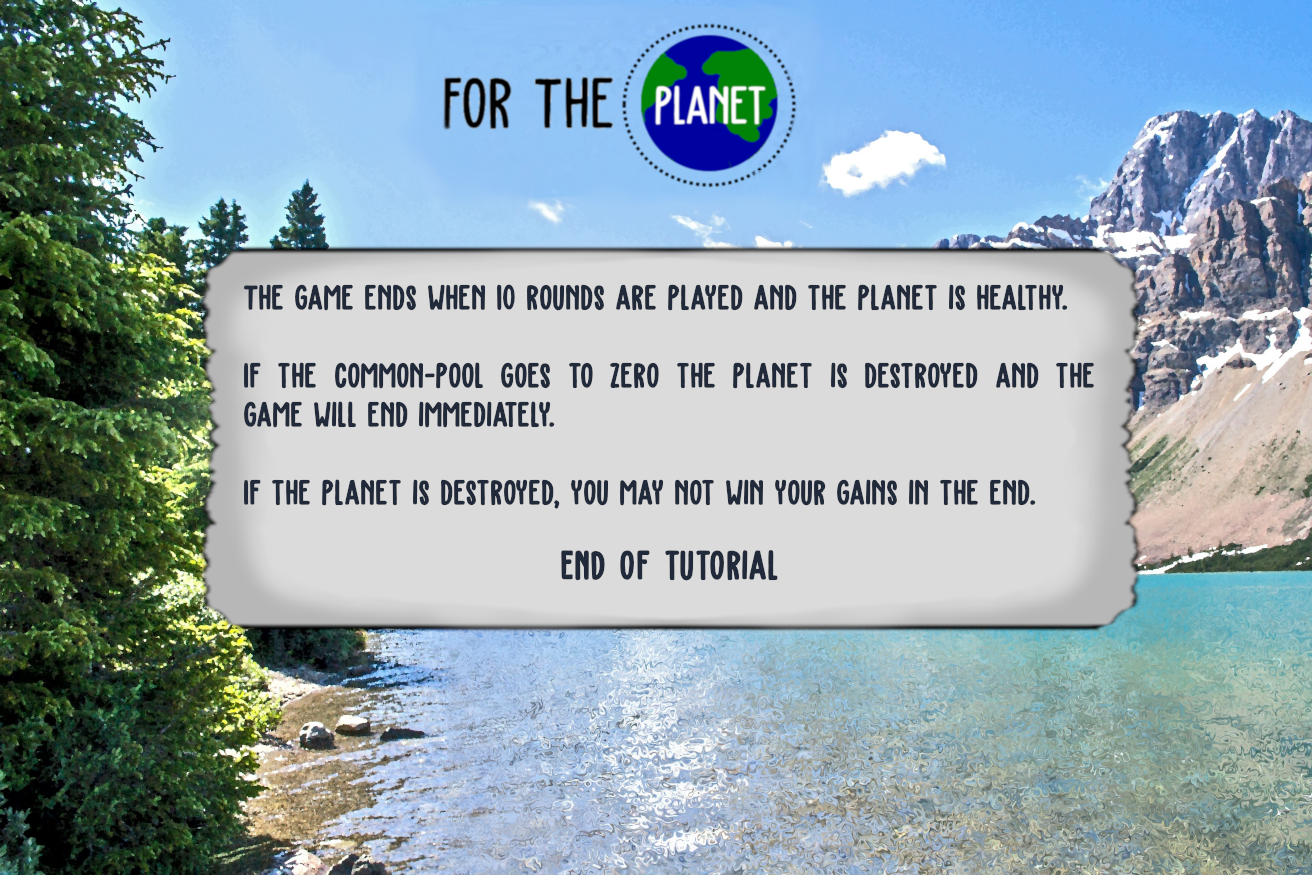 FOR THE PLANET
THE GAME ENDS WHEN 10 ROUNDS ARE PLAYED AND THE PLANET IS HEALTHY.
IF THE COMMON-POOL GOES TO ZERO THE PLANET IS DESTROYED AND THE
GAME WILL END IMMEDIATELY.
IF THE PLANET IS DESTROYED, YOU MAY NOT WIN YOUR GAINS IN THE END.
END OF TUTORIAL